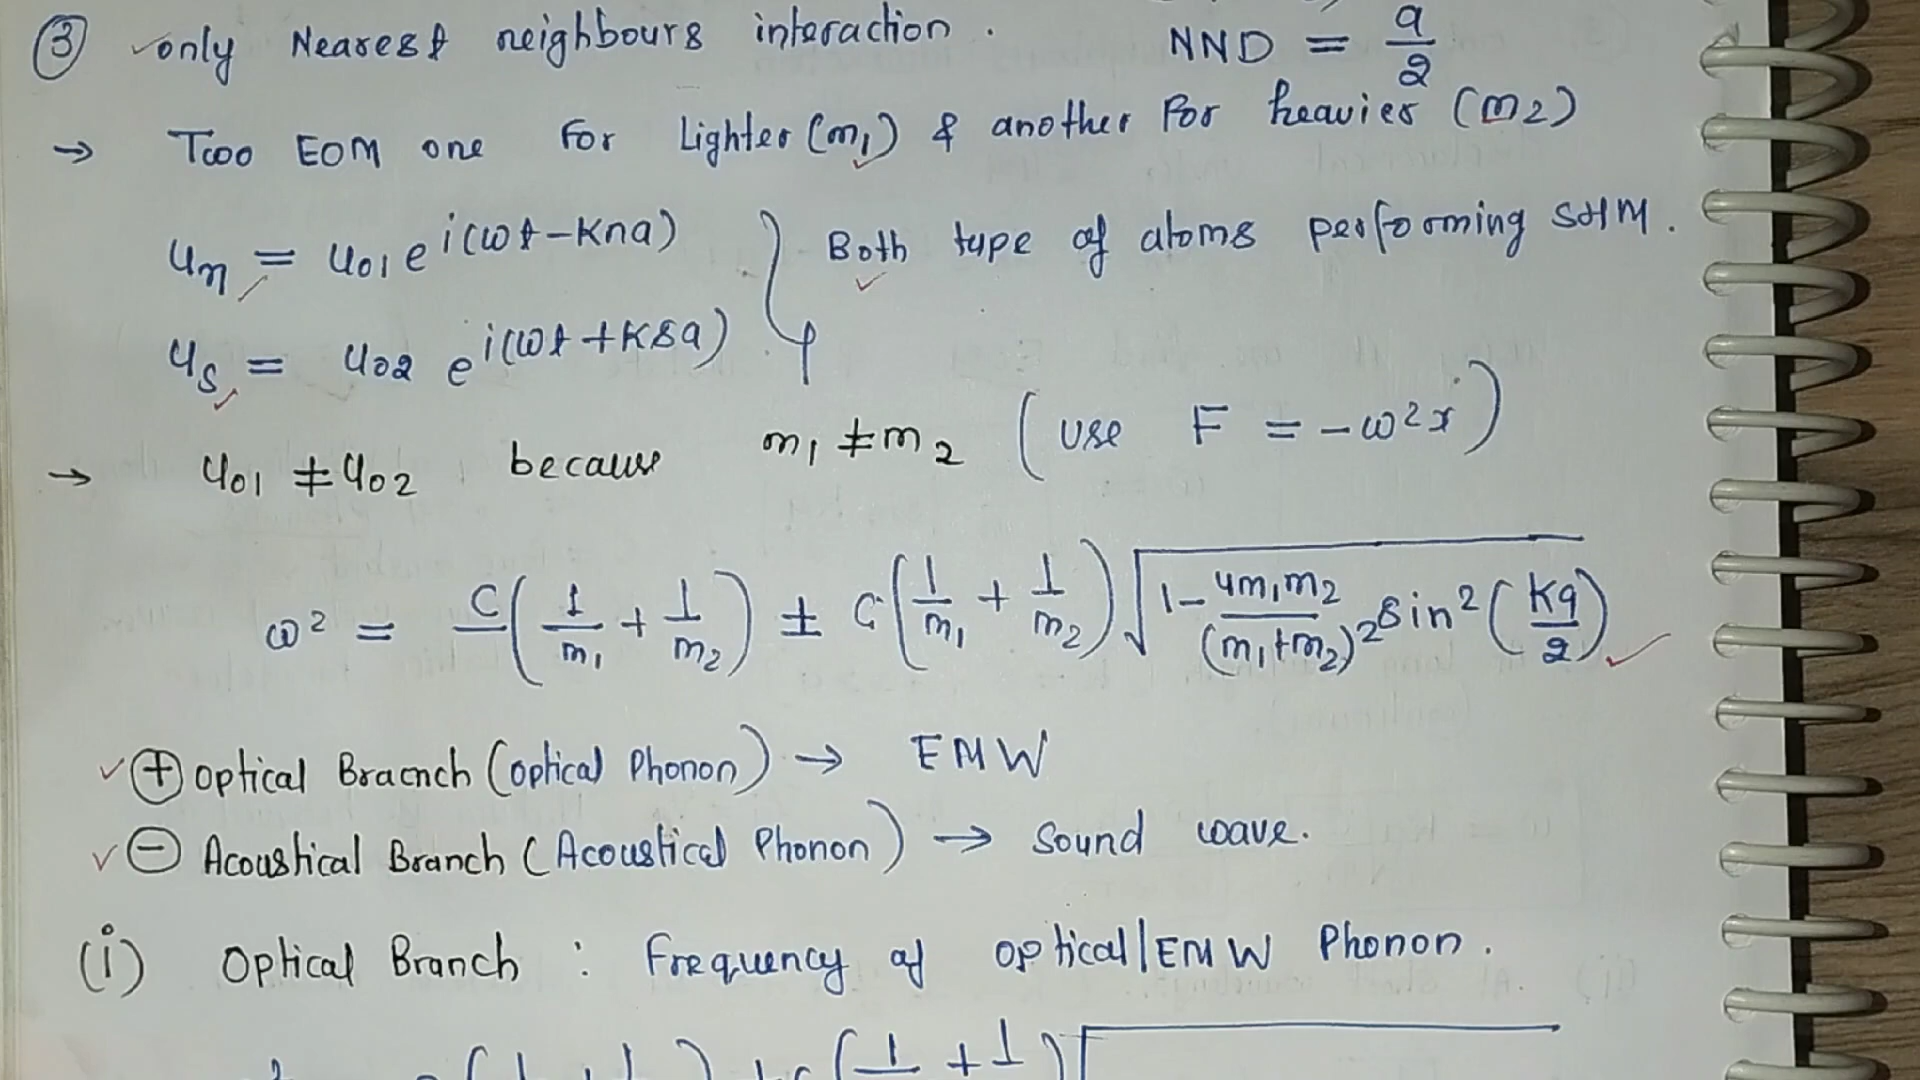 ③ only Nearest neighbours interaction . NND = a/2
→ Two EOM one For Lighter (m₁) & another For heavier (m₂)
uₙ = u₀₁ e^i(ωt-Kna) } Both type of atoms performing SHM .
uₛ = u₀₂ e^i(ωt+Ksa)
→ u₀₁ ≠ u₀₂ because m₁ ≠ m₂ ( use F = -ω²x )
ω² = C(1/m₁ + 1/m₂) ± C(1/m₁ + 1/m₂) √(1 - 4m₁m₂/(m₁+m₂)² sin²(Ka/2))
⊕ optical Bracnch (optical Phonon) → EMW
⊖ Acoustical Branch (Acoustical Phonon) → sound wave.
(i) Optical Branch : frequency of optical/EMW Phonon .